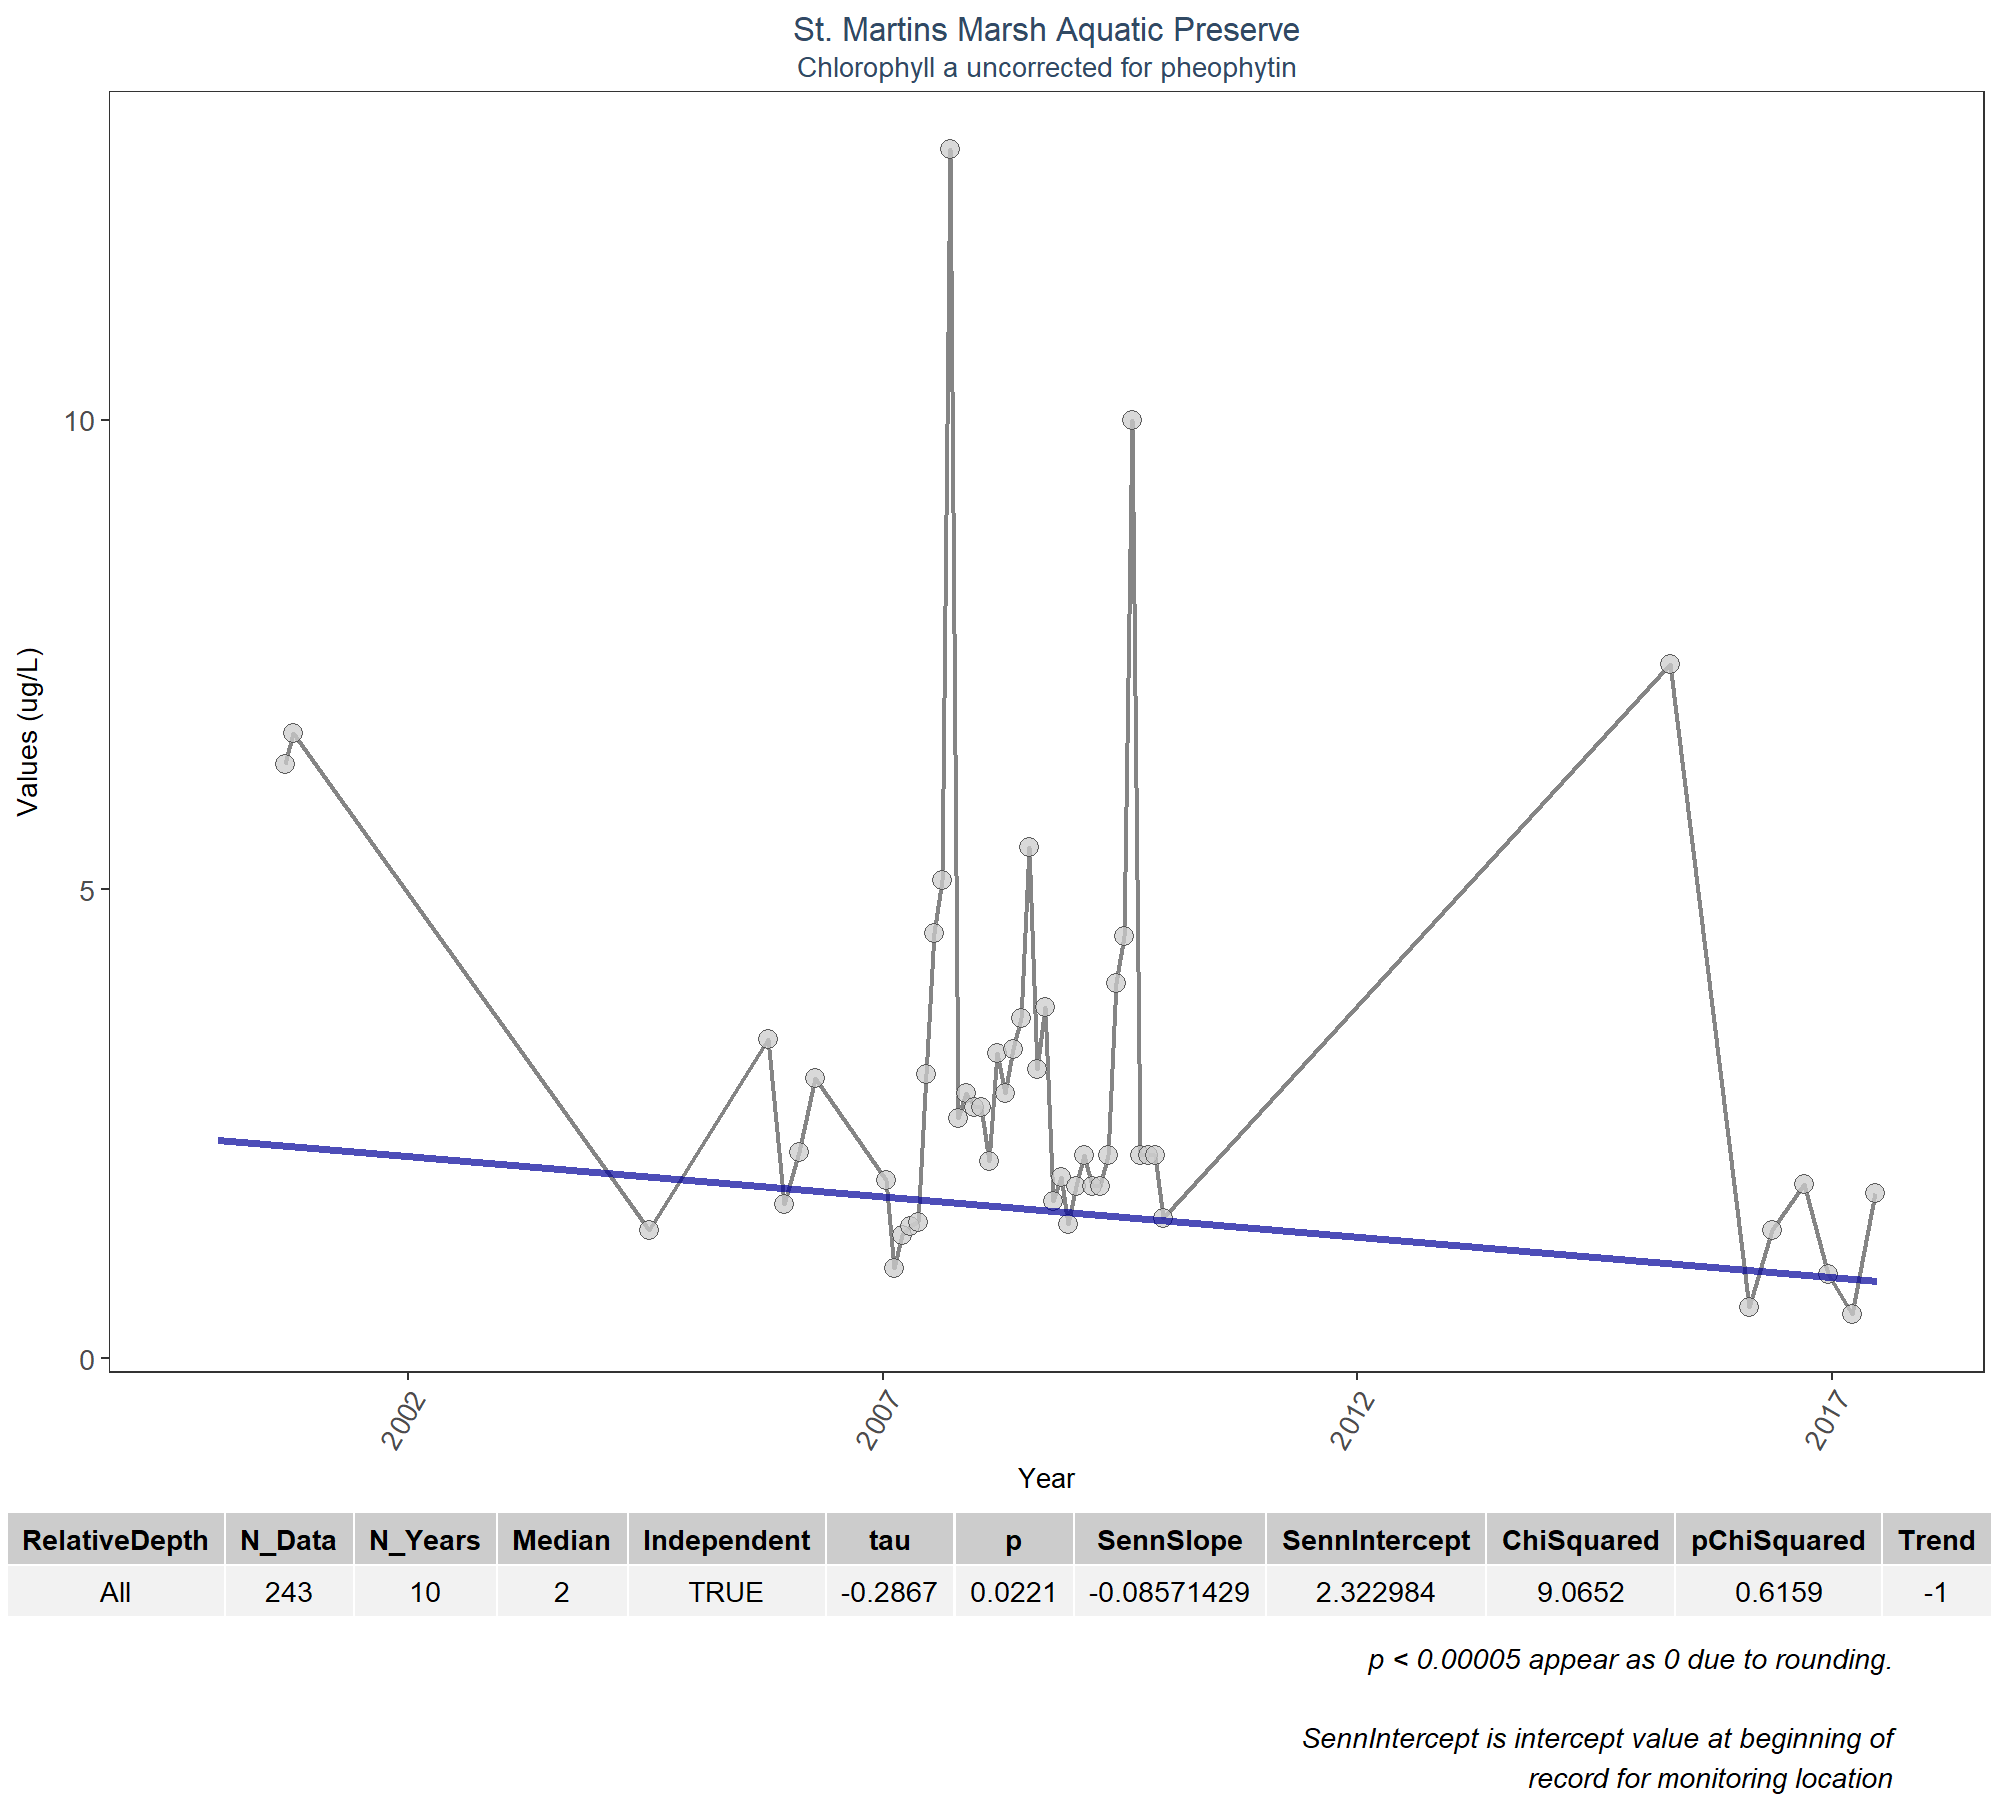 St. Martins Marsh Aquatic Preserve
Chlorophyll a uncorrected for pheophytin
Values (ug/L)
10
5
0
2002
2007
2012
2017
Year
RelativeDepth N_Data N_Years Median Independent tau p SennSlope SennIntercept ChiSquared pChiSquared Trend
All 243 10 2 TRUE -0.2867 0.0221 -0.08571429 2.322984 9.0652 0.6159 -1
p < 0.00005 appear as 0 due to rounding.
SennIntercept is intercept value at beginning of
record for monitoring location